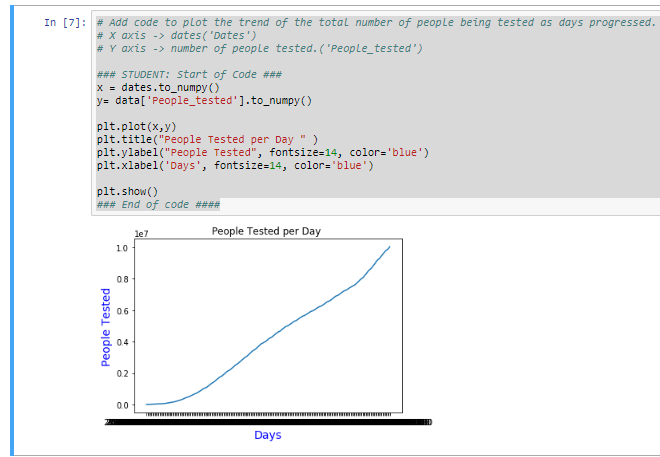 In [7]:
# Add code to plot the trend of the total number of people being tested as days progressed.
# X axis -> dates('Dates')
# Y axis -> number of people tested.('People_tested')
### STUDENT: Start of Code ###
x = dates.to_numpy()
y= data['People_tested'].to_numpy()
plt.plot(x,y)
plt.title("People Tested per Day " )
plt.ylabel("People Tested", fontsize=14, color='blue')
plt.xlabel('Days', fontsize=14, color='blue')
plt.show()
### End of code ####
1e7
People Tested per Day
1.0
0.8
0.6
0.4
0.2
0.0
People Tested
Days